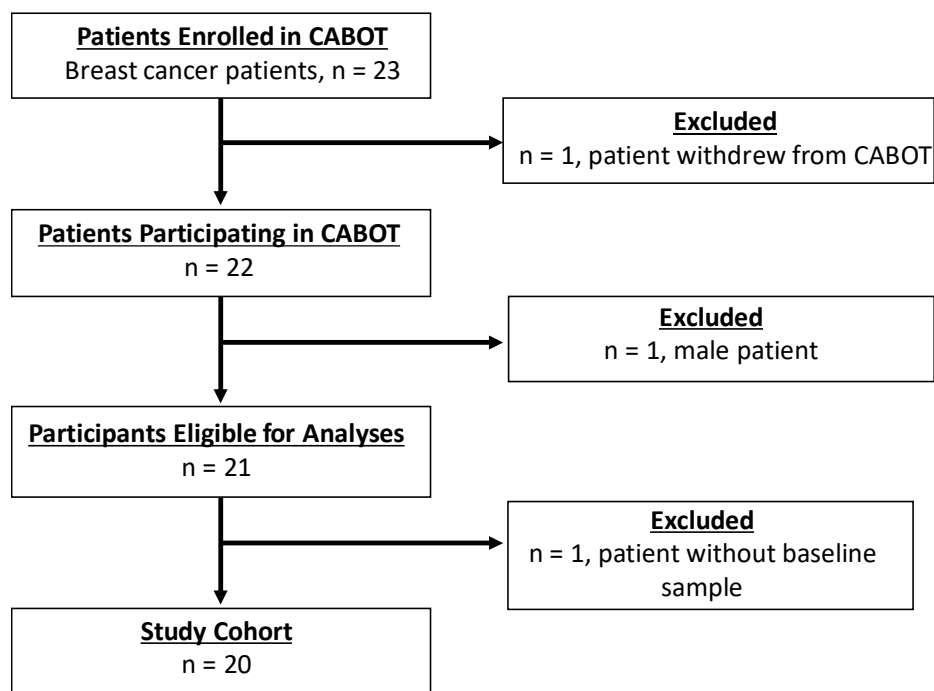 Patients Enrolled in CABOT
Breast cancer patients, n = 23
Excluded
n = 1, patient withdrew from CABOT
Patients Participating in CABOT
n = 22
Excluded
n = 1, male patient
Participants Eligible for Analyses
n = 21
Excluded
n = 1, patient without baseline
sample
Study Cohort
n = 20